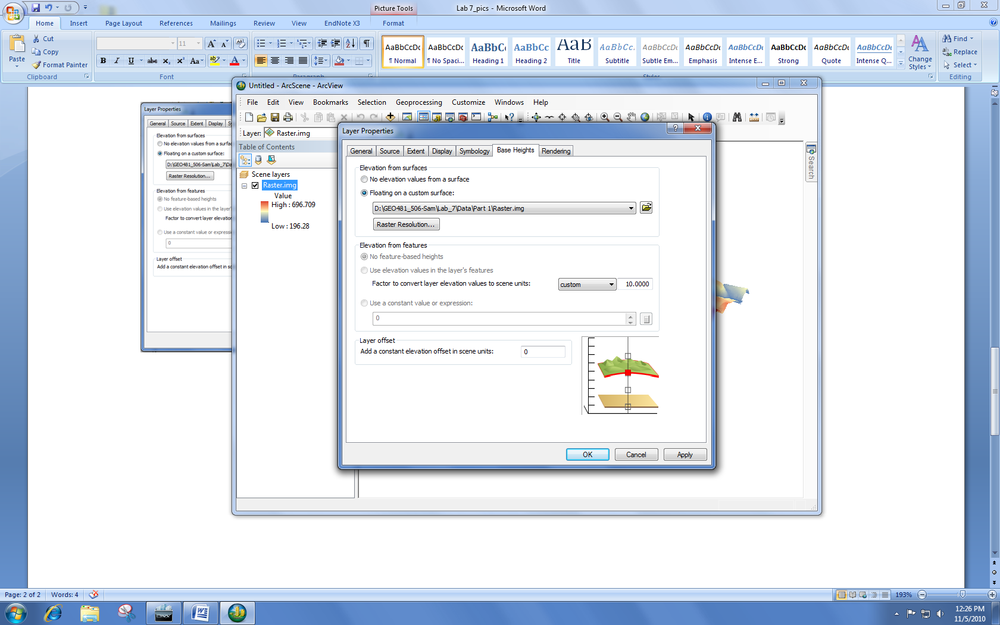 Picture Tools
Lab 7_pics - Microsoft Word
Home Insert Page Layout References Mailings Review View EndNote X3 Format
Paste
Cut
Copy
Format Painter
Clipboard
11
Font
Paragraph
AaBbCcDc AaBbCcDc AaBbC AaBbCc AaB AaBbCc. AaBbCcDc AaBbCcDc AaBbCcDc AaBbCcDc AaBbCcDc AaBbCcDc
¶ Normal ¶ No Spaci... Heading 1 Heading 2 Title Subtitle Subtle Em... Emphasis Intense E... Strong Quote Intense Q...
Change Styles
Styles
Find
Replace
Select
Editing
Layer Properties
General Source Extent Display
Elevation from surfaces
No elevation values from a surfac
Floating on a custom surface:
D:\GEO481_506-Sam\Lab_7\Da
Raster Resolution...
Elevation from features
No feature-based heights
Use elevation values in the layer'
Factor to convert layer elevation
Use a constant value or expressio
0
Layer offset
Add a constant elevation offset in sc
Untitled - ArcScene - ArcView
File Edit View Bookmarks Selection Geoprocessing Customize Windows Help
Layer: Raster.img
Table of Contents
Scene layers
Raster.img
Value
High : 696.709
Low : 196.28
Search
Layer Properties
General Source Extent Display Symbology Base Heights Rendering
Elevation from surfaces
No elevation values from a surface
Floating on a custom surface:
D:\GEO481_506-Sam\Lab_7\Data\Part 1\Raster.img
Raster Resolution...
Elevation from features
No feature-based heights
Use elevation values in the layer's features
Factor to convert layer elevation values to scene units: custom 10.0000
Use a constant value or expression:
0
Layer offset
Add a constant elevation offset in scene units: 0
OK Cancel Apply
Page: 2 of 2 Words: 4
193%
12:26 PM
11/5/2010